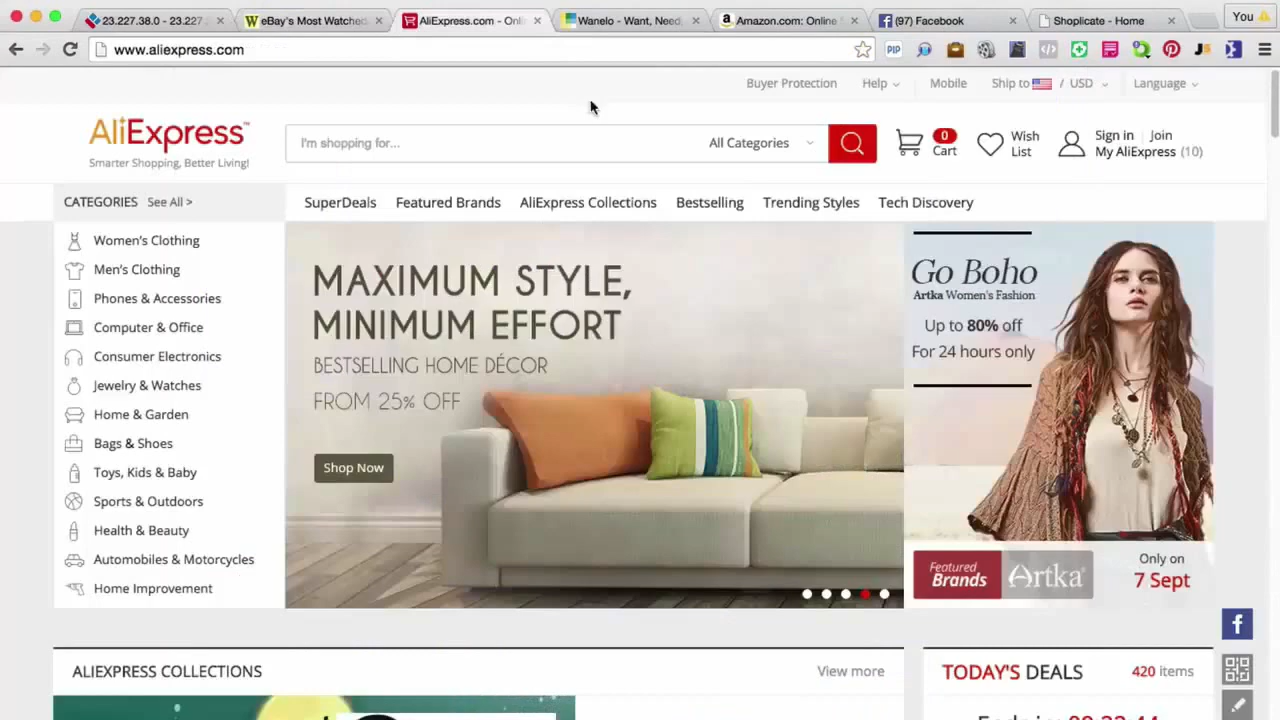 23.227.38.0 - 23.227.
eBay's Most Watched
AliExpress.com - Onli
Wanelo - Want, Need,
Amazon.com: Online S
(97) Facebook
Shoplicate - Home
You
www.aliexpress.com
PIP
Buyer Protection
Help
Mobile
Ship to / USD
Language
AliExpress™
Smarter Shopping, Better Living!
I'm shopping for...
All Categories
0
Cart
Wish
List
Sign in Join
My AliExpress (10)
CATEGORIES See All >
SuperDeals
Featured Brands
AliExpress Collections
Bestselling
Trending Styles
Tech Discovery
Women's Clothing
Men's Clothing
Phones & Accessories
Computer & Office
Consumer Electronics
Jewelry & Watches
Home & Garden
Bags & Shoes
Toys, Kids & Baby
Sports & Outdoors
Health & Beauty
Automobiles & Motorcycles
Home Improvement
MAXIMUM STYLE,
MINIMUM EFFORT
BESTSELLING HOME DÉCOR
FROM 25% OFF
Shop Now
Go Boho
Artka Women's Fashion
Up to 80% off
For 24 hours only
Featured
Brands
Artka
Only on
7 Sept
ALIEXPRESS COLLECTIONS
View more
TODAY'S DEALS
420 items